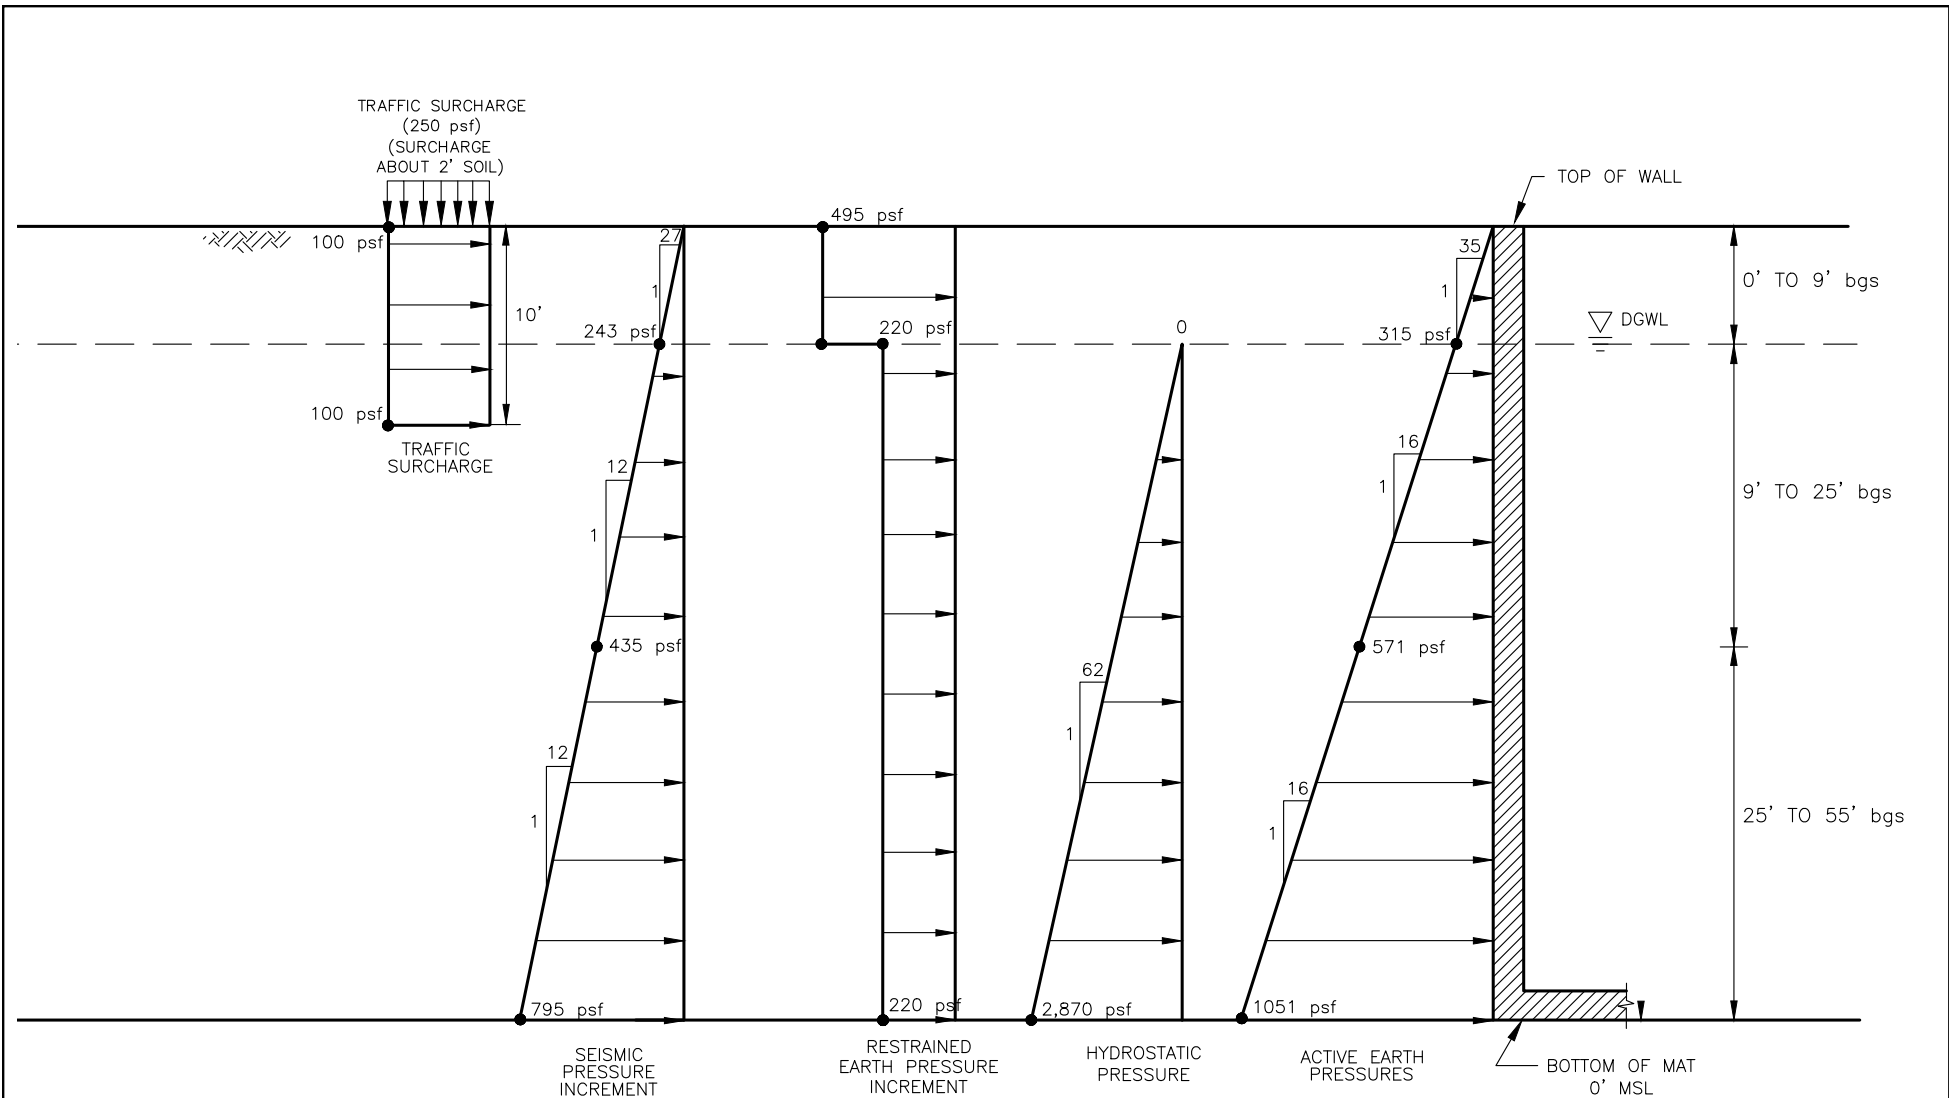 TRAFFIC SURCHARGE
(250 psf)
(SURCHARGE
ABOUT 2' SOIL)
TOP OF WALL
495 psf
100 psf
27
35
1
1
0' TO 9' bgs
10'
243 psf
220 psf
0
315 psf
DGWL
100 psf
TRAFFIC
SURCHARGE
12
1
16
1
9' TO 25' bgs
435 psf
571 psf
62
1
12
1
16
1
25' TO 55' bgs
795 psf
220 psf
2,870 psf
1051 psf
SEISMIC
PRESSURE
INCREMENT
RESTRAINED
EARTH PRESSURE
INCREMENT
HYDROSTATIC
PRESSURE
ACTIVE EARTH
PRESSURES
BOTTOM OF MAT
0' MSL